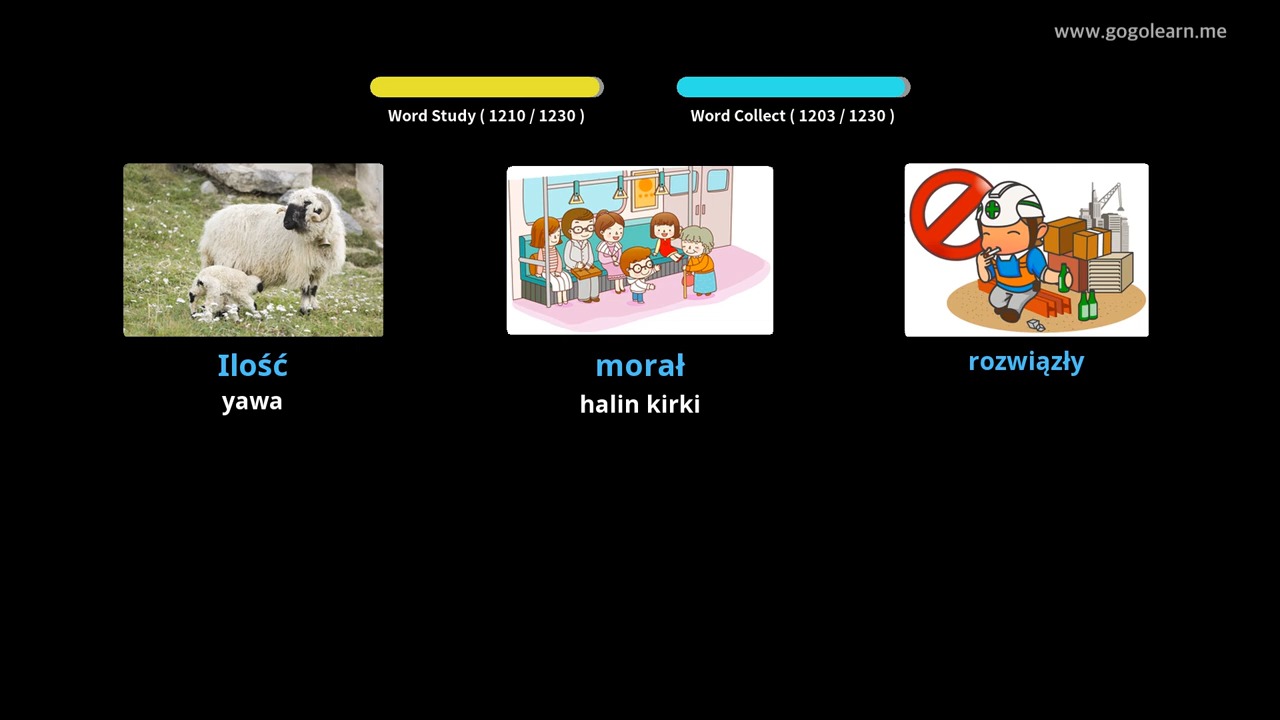 www.gogolearn.me
Word Study ( 1210 / 1230 )
Word Collect ( 1203 / 1230 )
Ilość
yawa
morał
halin kirki
rozwiązły